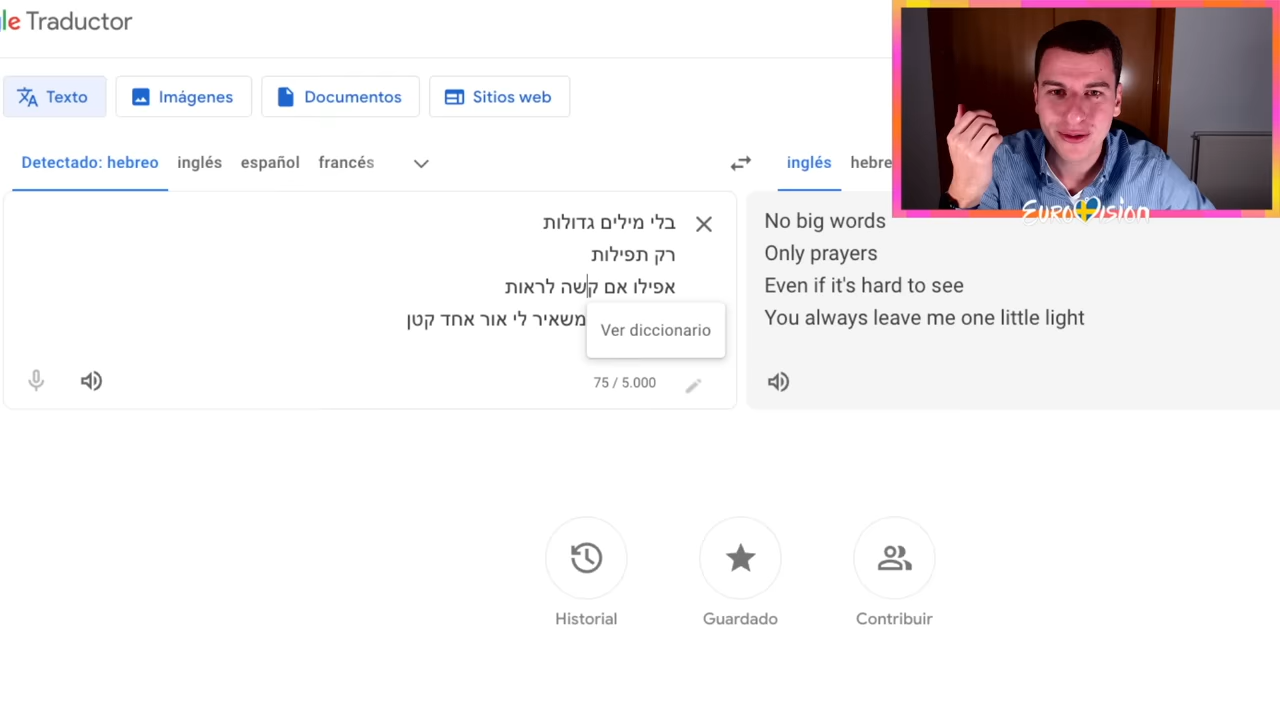 le Traductor
Texto
Imágenes
Documentos
Sitios web
Detectado: hebreo
inglés
español
francés
inglés
hebre
בלי מילים גדולות
רק תפילות
אפילו אם קשה לראות
משאיר לי אור אחד קטן
Ver diccionario
75 / 5.000
No big words
Only prayers
Even if it's hard to see
You always leave me one little light
EUROVISION
Historial
Guardado
Contribuir